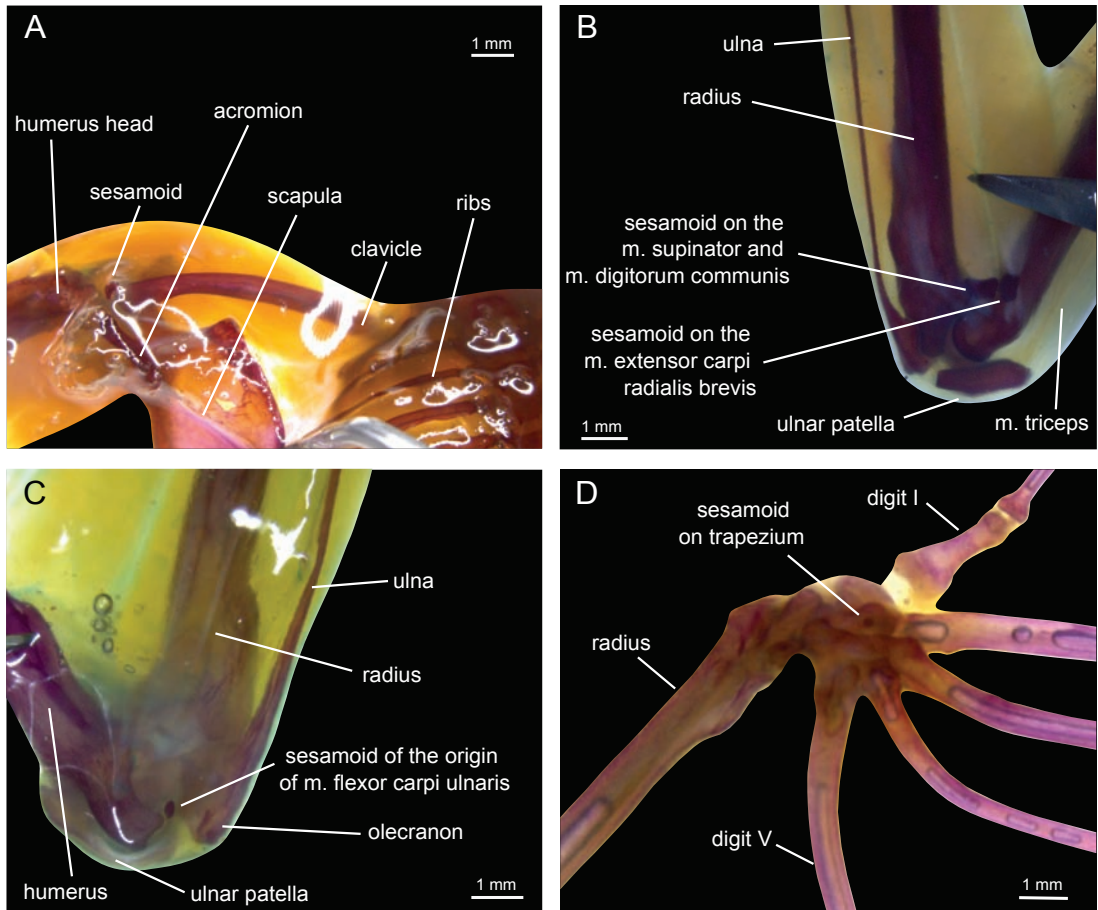 A
1 mm
acromion
humerus head
sesamoid
scapula
ribs
clavicle
B
ulna
radius
sesamoid on the
m. supinator and
m. digitorum communis
sesamoid on the
m. extensor carpi
radialis brevis
ulnar patella
m. triceps
1 mm
C
ulna
radius
sesamoid of the origin
of m. flexor carpi ulnaris
olecranon
humerus
ulnar patella
1 mm
D
digit I
sesamoid
on trapezium
radius
digit V
1 mm